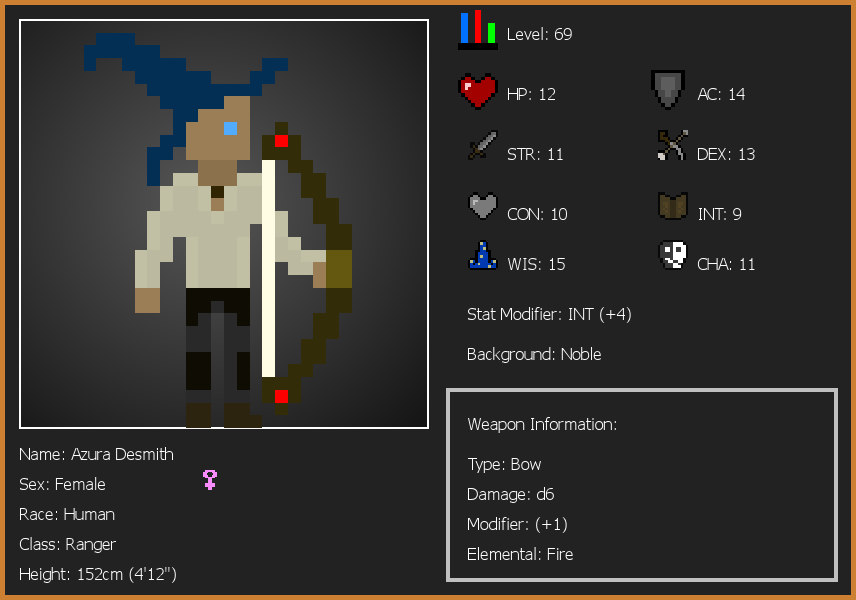 Level: 69
HP: 12
AC: 14
STR: 11
DEX: 13
CON: 10
INT: 9
WIS: 15
CHA: 11
Stat Modifier: INT (+4)
Background: Noble
Weapon Information:
Type: Bow
Damage: d6
Modifier: (+1)
Elemental: Fire
Name: Azura Desmith
Sex: Female
Race: Human
Class: Ranger
Height: 152cm (4'12")